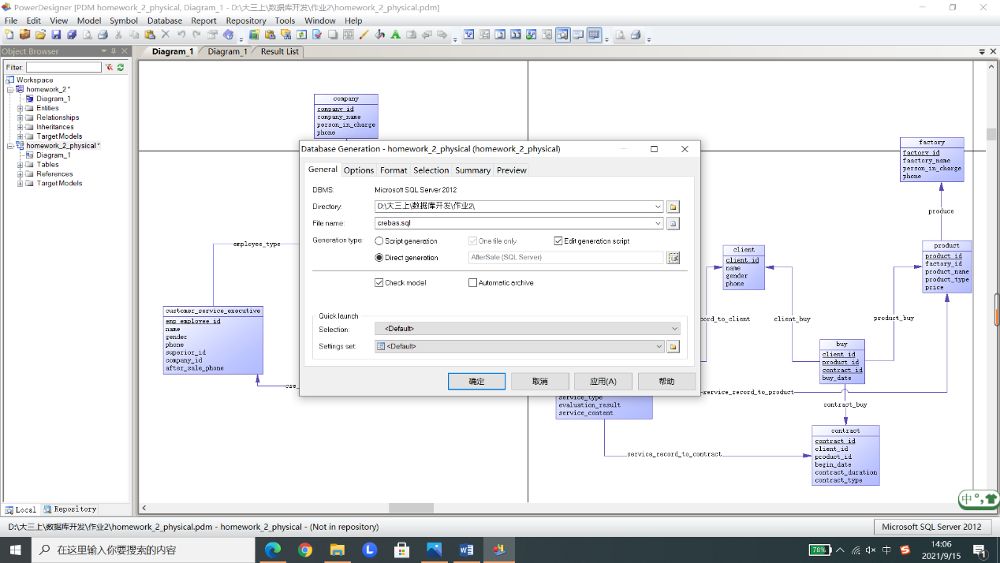 PowerDesigner [PDM homework_2_physical, Diagram_1 - D:\大三上\数据库开发\作业2\homework_2_physical.pdm]
File Edit View Model Symbol Database Report Repository Tools Window Help
Object Browser
Filter:
Workspace
homework_2 *
Diagram_1
Entities
Relationships
Inheritances
Target Models
homework_2_physical *
Diagram_1
Tables
References
Target Models
Local Repository
Diagram_1 Diagram_1 Result List
company
company_id
company_name
person_in_charge
phone
factory
factory_id
faactory_name
person_in_charge
phone
produce
product
product_id
factory_id
product_name
product_type
price
employee_type
customer_service_executive
emp_employee_id
name
gender
phone
superior_id
company_id
after_sale_phone
cse_
client
client_id
name
gender
phone
ord_to_client
client_buy
product_buy
buy
client_id
product_id
contract_id
buy_date
service_record_to_product
contract_buy
service_type
evaluation_result
service_content
service_record_to_contract
contract
contract_id
client_id
product_id
begin_date
contract_duration
contract_type
Database Generation - homework_2_physical (homework_2_physical)
General Options Format Selection Summary Preview
DBMS: Microsoft SQL Server 2012
Directory: D:\大三上\数据库开发\作业2\
File name: crebas.sql
Generation type: Script generation One file only Edit generation script
Direct generation AfterSale (SQL Server)
Check model Automatic archive
Quick launch
Selection: <Default>
Settings set: <Default>
确定 取消 应用(A) 帮助
中
D:\大三上\数据库开发\作业2\homework_2_physical.pdm - homework_2_physical - (Not in repository)
Microsoft SQL Server 2012
在这里输入你要搜索的内容
78%
中
14:06
2021/9/15
1